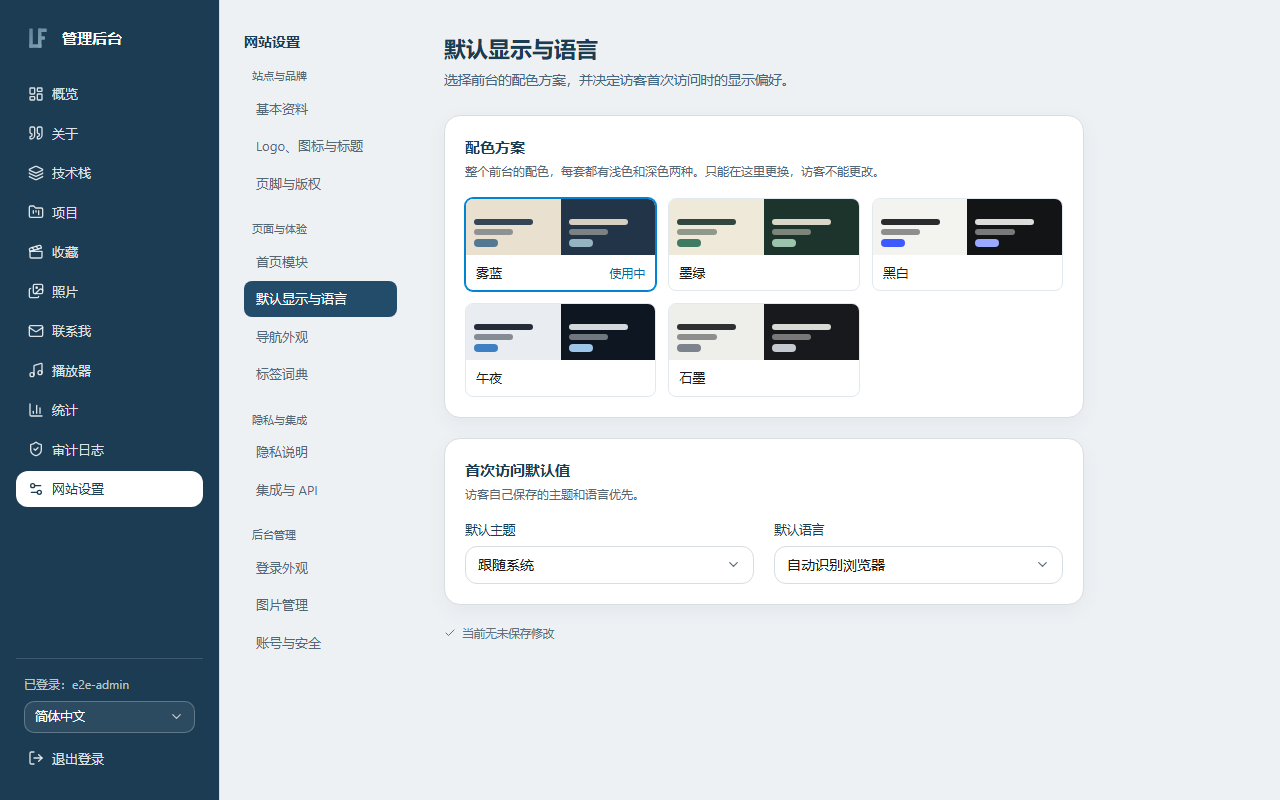 LF 管理后台
概览
关于
技术栈
项目
收藏
照片
联系我
播放器
统计
审计日志
网站设置
已登录：e2e-admin
简体中文
退出登录
网站设置
站点与品牌
基本资料
Logo、图标与标题
页脚与版权
页面与体验
首页模块
默认显示与语言
导航外观
标签词典
隐私与集成
隐私说明
集成与 API
后台管理
登录外观
图片管理
账号与安全
默认显示与语言
选择前台的配色方案，并决定访客首次访问时的显示偏好。
配色方案
整个前台的配色，每套都有浅色和深色两种。只能在这里更换，访客不能更改。
雾蓝 使用中
墨绿
黑白
午夜
石墨
首次访问默认值
访客自己保存的主题和语言优先。
默认主题
跟随系统
默认语言
自动识别浏览器
当前无未保存修改